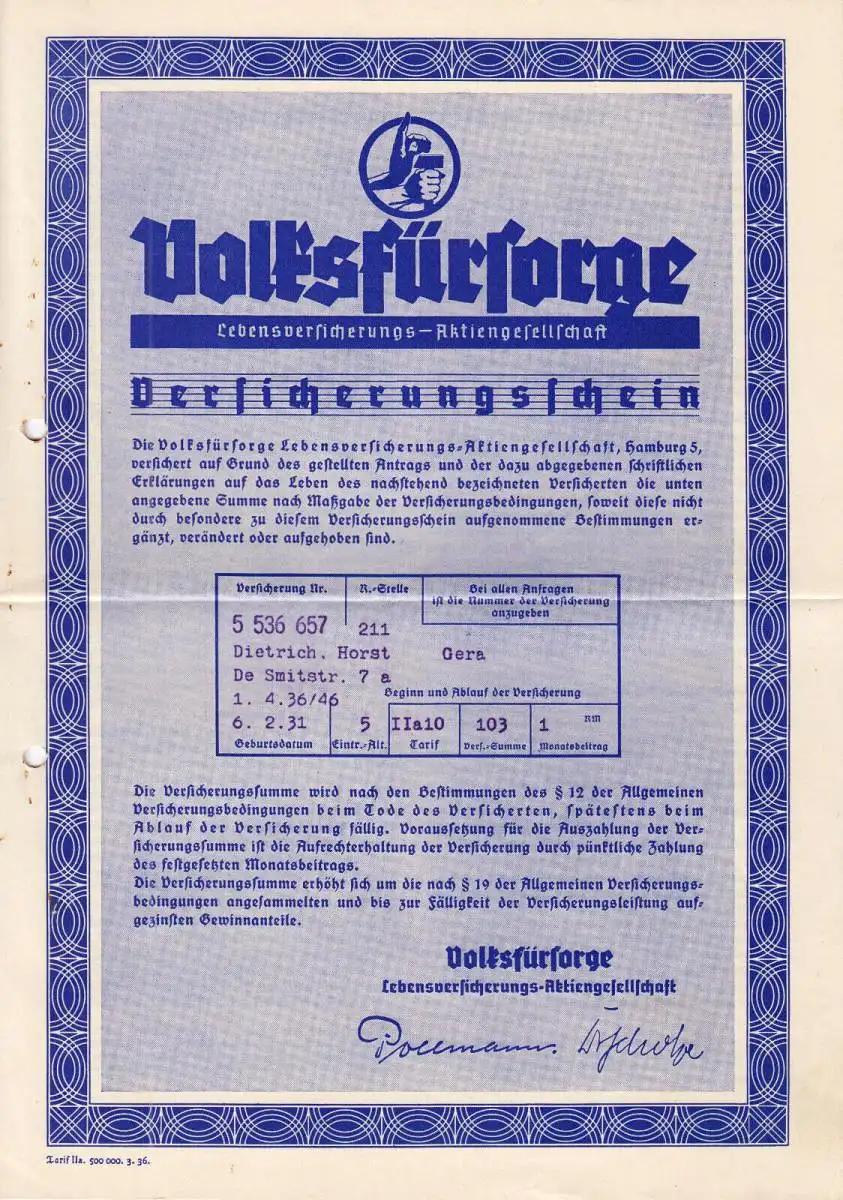 Volksfürsorge
Lebensversicherungs-Aktiengesellschaft
Versicherungsschein
Die Volksfürsorge Lebensversicherungs-Aktiengesellschaft, Hamburg 5,
versichert auf Grund des gestellten Antrags und der dazu abgegebenen schriftlichen
Erklärungen auf das Leben des nachstehend bezeichneten Versicherten die unten
angegebene Summe nach Maßgabe der Versicherungsbedingungen, soweit diese nicht
durch besondere zu diesem Versicherungsschein aufgenommene Bestimmungen er-
gänzt, verändert oder aufgehoben sind.
Versicherung Nr. R.-Stelle Bei allen Anfragen
ist die Nummer der Versicherung
anzugeben
5 536 657 211
Dietrich, Horst Gera
De Smitstr. 7 a
Beginn und Ablauf der Versicherung
1. 4.36/46
6. 2.31 5 IIa10 103 1 RM
Geburtsdatum Eintr.-Alt. Tarif Vers.-Summe Monatsbeitrag
Die Versicherungssumme wird nach den Bestimmungen des § 12 der Allgemeinen
Versicherungsbedingungen beim Tode des Versicherten, spätestens beim
Ablauf der Versicherung fällig. Voraussetzung für die Auszahlung der Ver-
sicherungssumme ist die Aufrechterhaltung der Versicherung durch pünktliche Zahlung
des festgesetzten Monatsbeitrags.
Die Versicherungssumme erhöht sich um die nach § 19 der Allgemeinen Versicherungs-
bedingungen angesammelten und bis zur Fälligkeit der Versicherungsleistung auf-
gezinsten Gewinnanteile.
Volksfürsorge
Lebensversicherungs-Aktiengesellschaft
Pollmann.
Tarif IIa. 500 000. 3. 36.